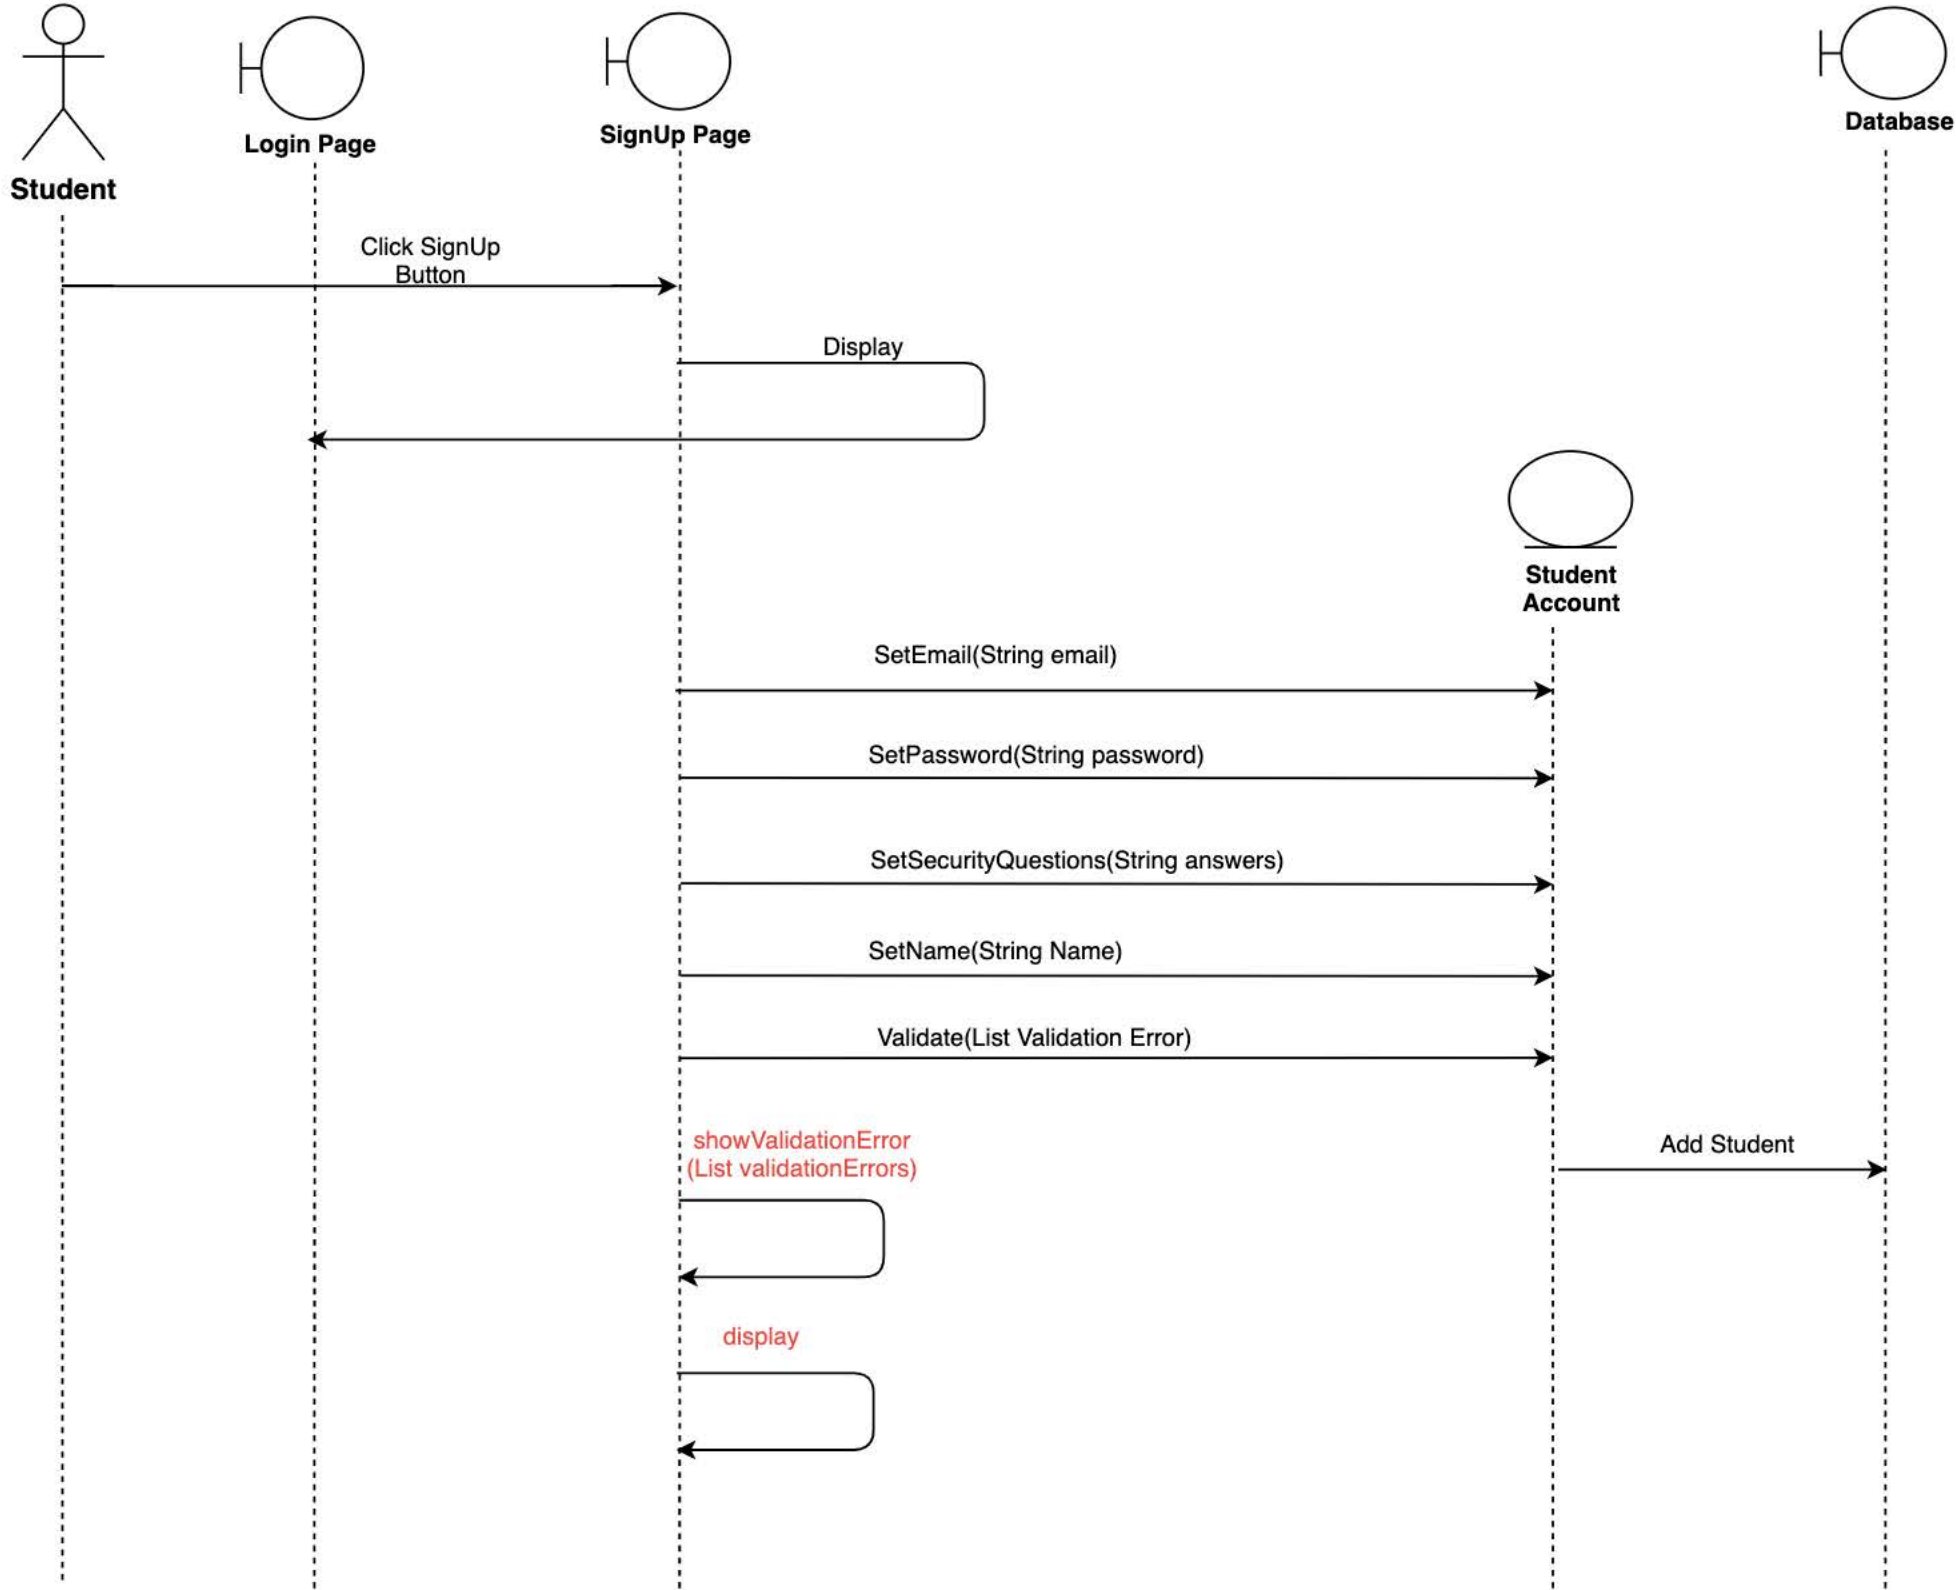 Student
Login Page
SignUp Page
Database
Click SignUp
Button
Display
Student
Account
SetEmail(String email)
SetPassword(String password)
SetSecurityQuestions(String answers)
SetName(String Name)
Validate(List Validation Error)
showValidationError
(List validationErrors)
Add Student
display